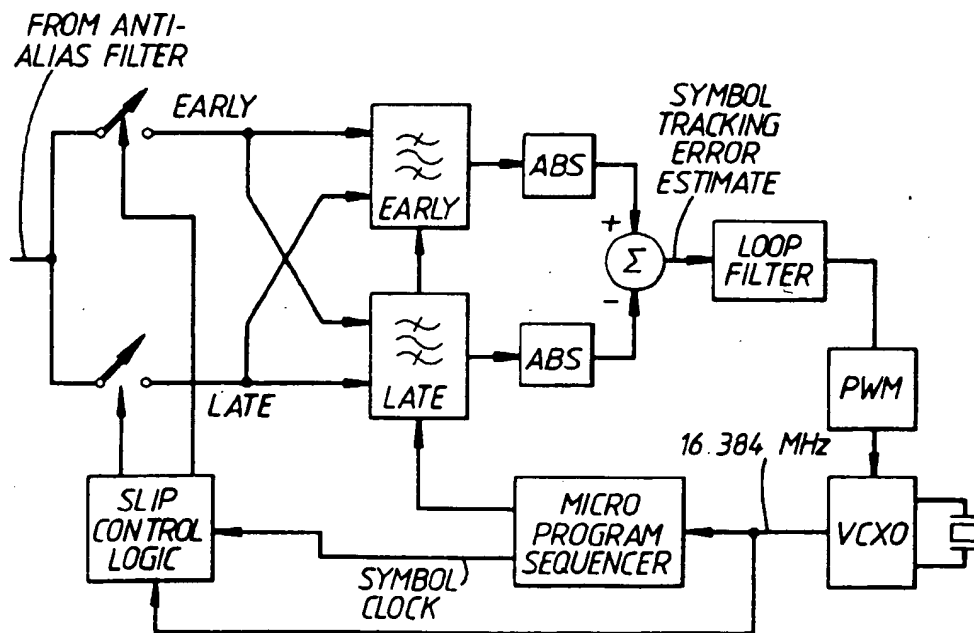 FROM ANTI-
ALIAS FILTER
EARLY
EARLY
ABS
SYMBOL
TRACKING
ERROR
ESTIMATE
+
Σ
-
LOOP
FILTER
LATE
LATE
ABS
PWM
16.384 MHz
SLIP
CONTROL
LOGIC
SYMBOL
CLOCK
MICRO
PROGRAM
SEQUENCER
VCXO